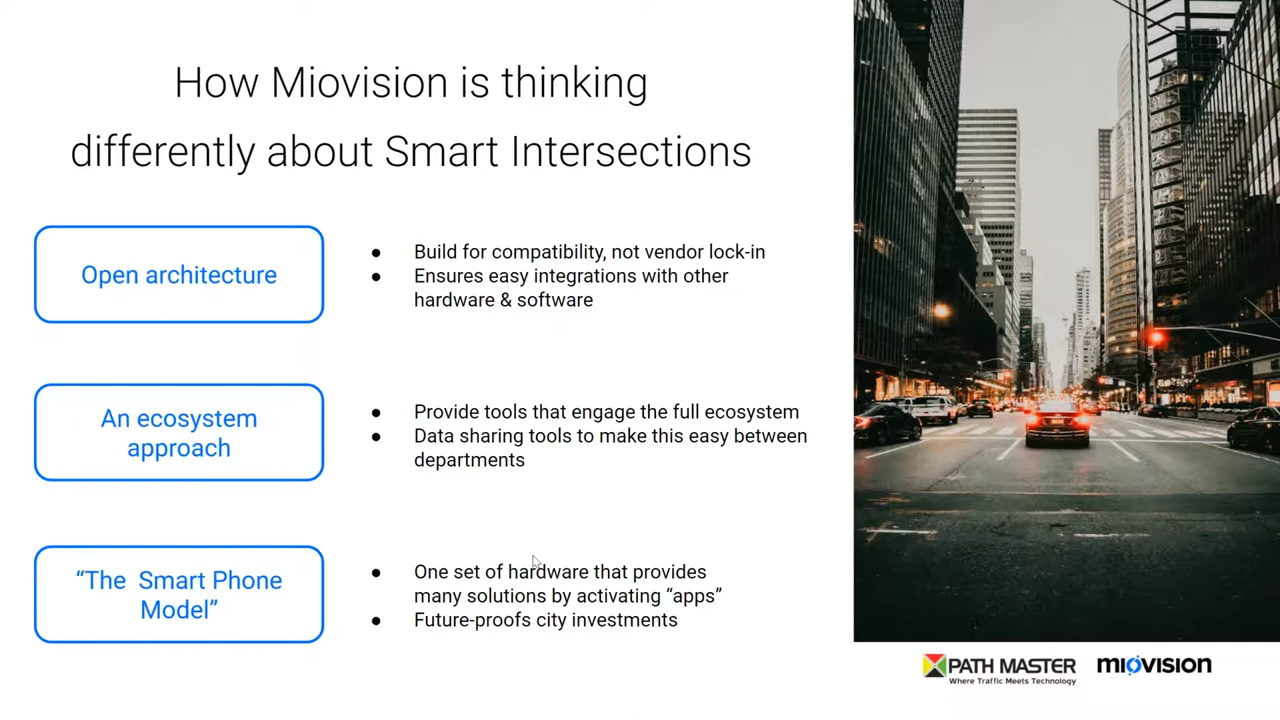 How Miovision is thinking
differently about Smart Intersections
Open architecture
● Build for compatibility, not vendor lock-in
● Ensures easy integrations with other
hardware & software
An ecosystem
approach
● Provide tools that engage the full ecosystem
● Data sharing tools to make this easy between
departments
“The Smart Phone
Model”
● One set of hardware that provides
many solutions by activating “apps”
● Future-proofs city investments
PATH MASTER
Where Traffic Meets Technology
miovision